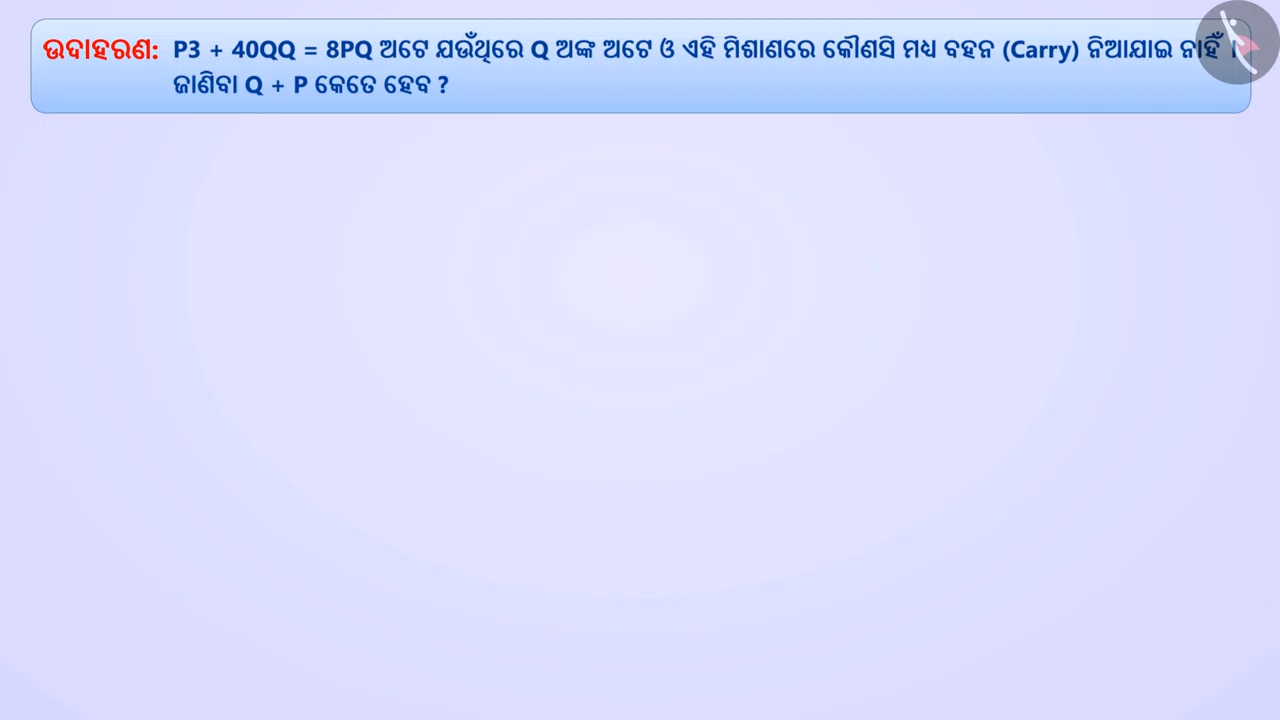 ଉଦାହରଣ: P3 + 40QQ = 8PQ ଅଟେ ଯଉଁଥିରେ Q ଅଙ୍କ ଅଟେ ଓ ଏହି ମିଶାଣରେ କୌଣସି ମଧ୍ୟ ବହନ (Carry) ନିଆଯାଇ ନାହିଁ ।
ଜାଣିବା Q + P କେତେ ହେବ ?